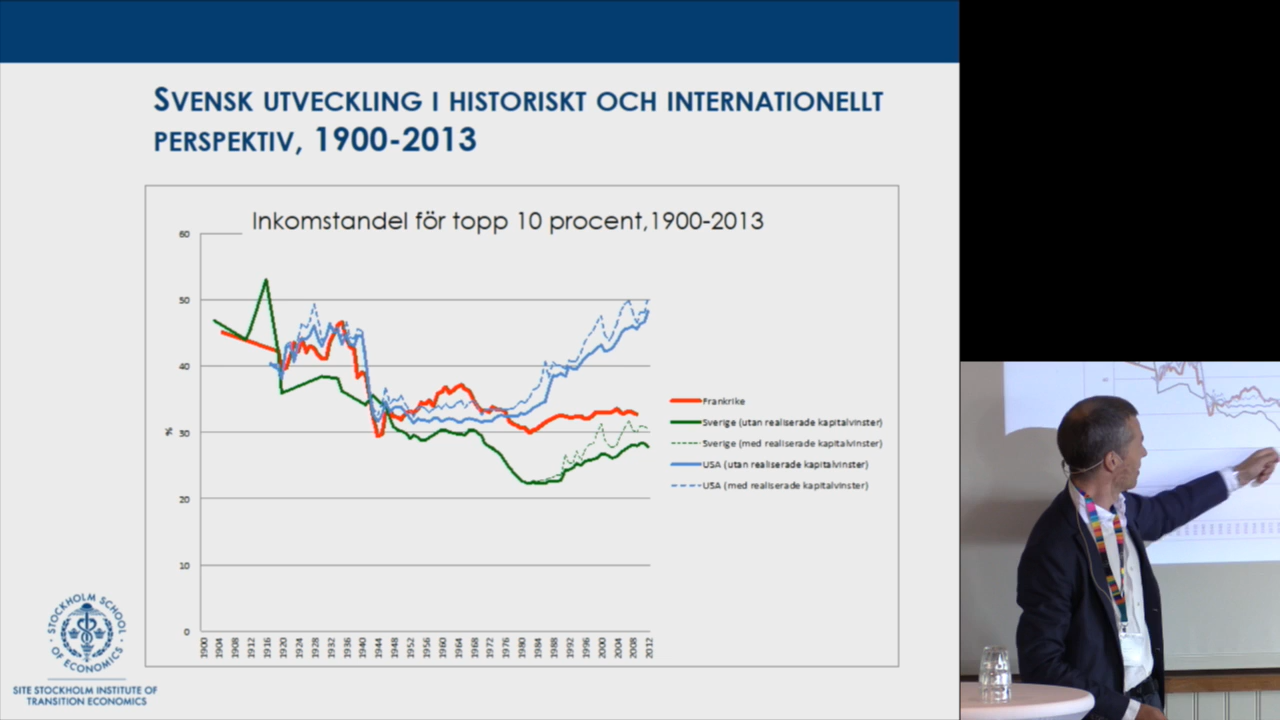 SVENSK UTVECKLING I HISTORISKT OCH INTERNATIONELLT
PERSPEKTIV, 1900-2013
Inkomstandel för topp 10 procent,1900-2013
60
50
40
30
20
10
0
%
1900 1904 1908 1912 1916 1920 1924 1928 1932 1936 1940 1944 1948 1952 1956 1960 1964 1968 1972 1976 1980 1984 1988 1992 1996 2000 2004 2008 2012
Frankrike
Sverige (utan realiserade kapitalvinster)
Sverige (med realiserade kapitalvinster)
USA (utan realiserade kapitalvinster)
USA (med realiserade kapitalvinster)
STOCKHOLM SCHOOL
OF ECONOMICS
SITE STOCKHOLM INSTITUTE OF
TRANSITION ECONOMICS